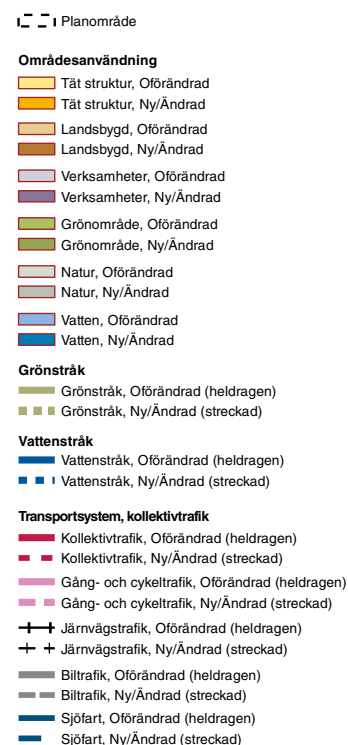 Planområde
Områdesanvändning
Tät struktur, Oförändrad
Tät struktur, Ny/Ändrad
Landsbygd, Oförändrad
Landsbygd, Ny/Ändrad
Verksamheter, Oförändrad
Verksamheter, Ny/Ändrad
Grönområde, Oförändrad
Grönområde, Ny/Ändrad
Natur, Oförändrad
Natur, Ny/Ändrad
Vatten, Oförändrad
Vatten, Ny/Ändrad
Grönstråk
Grönstråk, Oförändrad (heldragen)
Grönstråk, Ny/Ändrad (streckad)
Vattenstråk
Vattenstråk, Oförändrad (heldragen)
Vattenstråk, Ny/Ändrad (streckad)
Transportsystem, kollektivtrafik
Kollektivtrafik, Oförändrad (heldragen)
Kollektivtrafik, Ny/Ändrad (streckad)
Gång- och cykeltrafik, Oförändrad (heldragen)
Gång- och cykeltrafik, Ny/Ändrad (streckad)
Järnvägstrafik, Oförändrad (heldragen)
Järnvägstrafik, Ny/Ändrad (streckad)
Biltrafik, Oförändrad (heldragen)
Biltrafik, Ny/Ändrad (streckad)
Sjöfart, Oförändrad (heldragen)
Sjöfart, Ny/Ändrad (streckad)